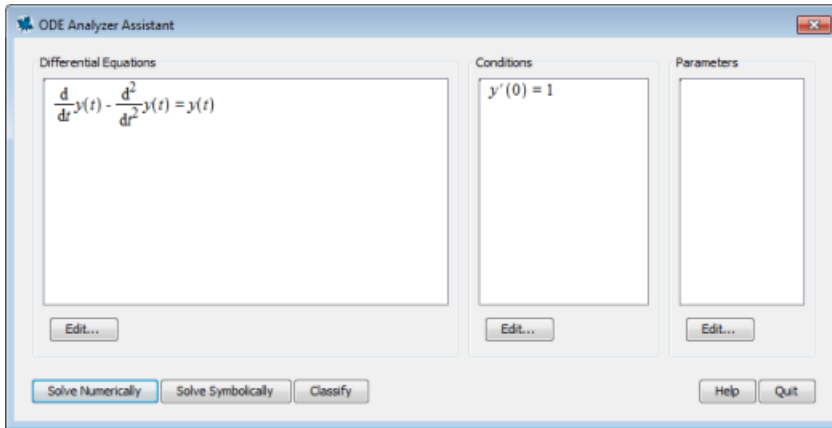 ODE Analyzer Assistant
Differential Equations
d/dt y(t) - d²/dt² y(t) = y(t)
Edit...
Conditions
y′(0) = 1
Edit...
Parameters
Edit...
Solve Numerically
Solve Symbolically
Classify
Help
Quit